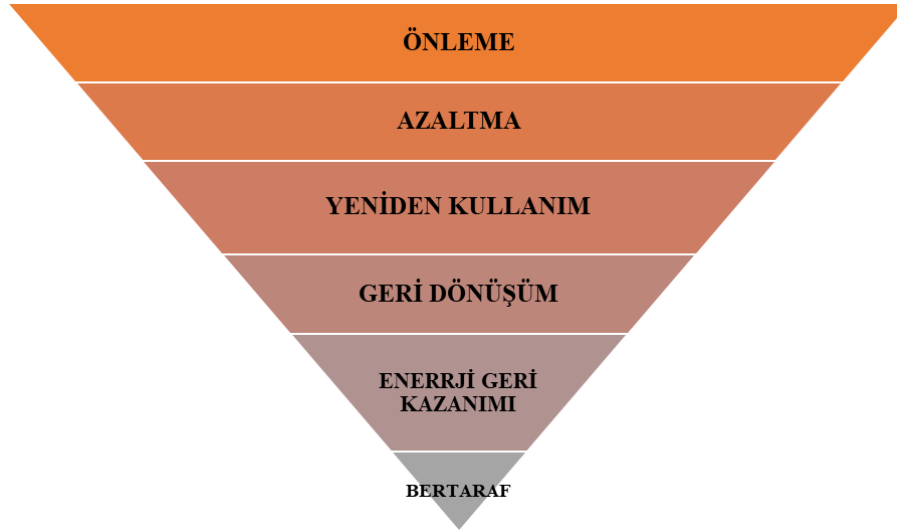 ÖNLEME
AZALTMA
YENİDEN KULLANIM
GERİ DÖNÜŞÜM
ENERRJİ GERİ
KAZANIMI
BERTARAF